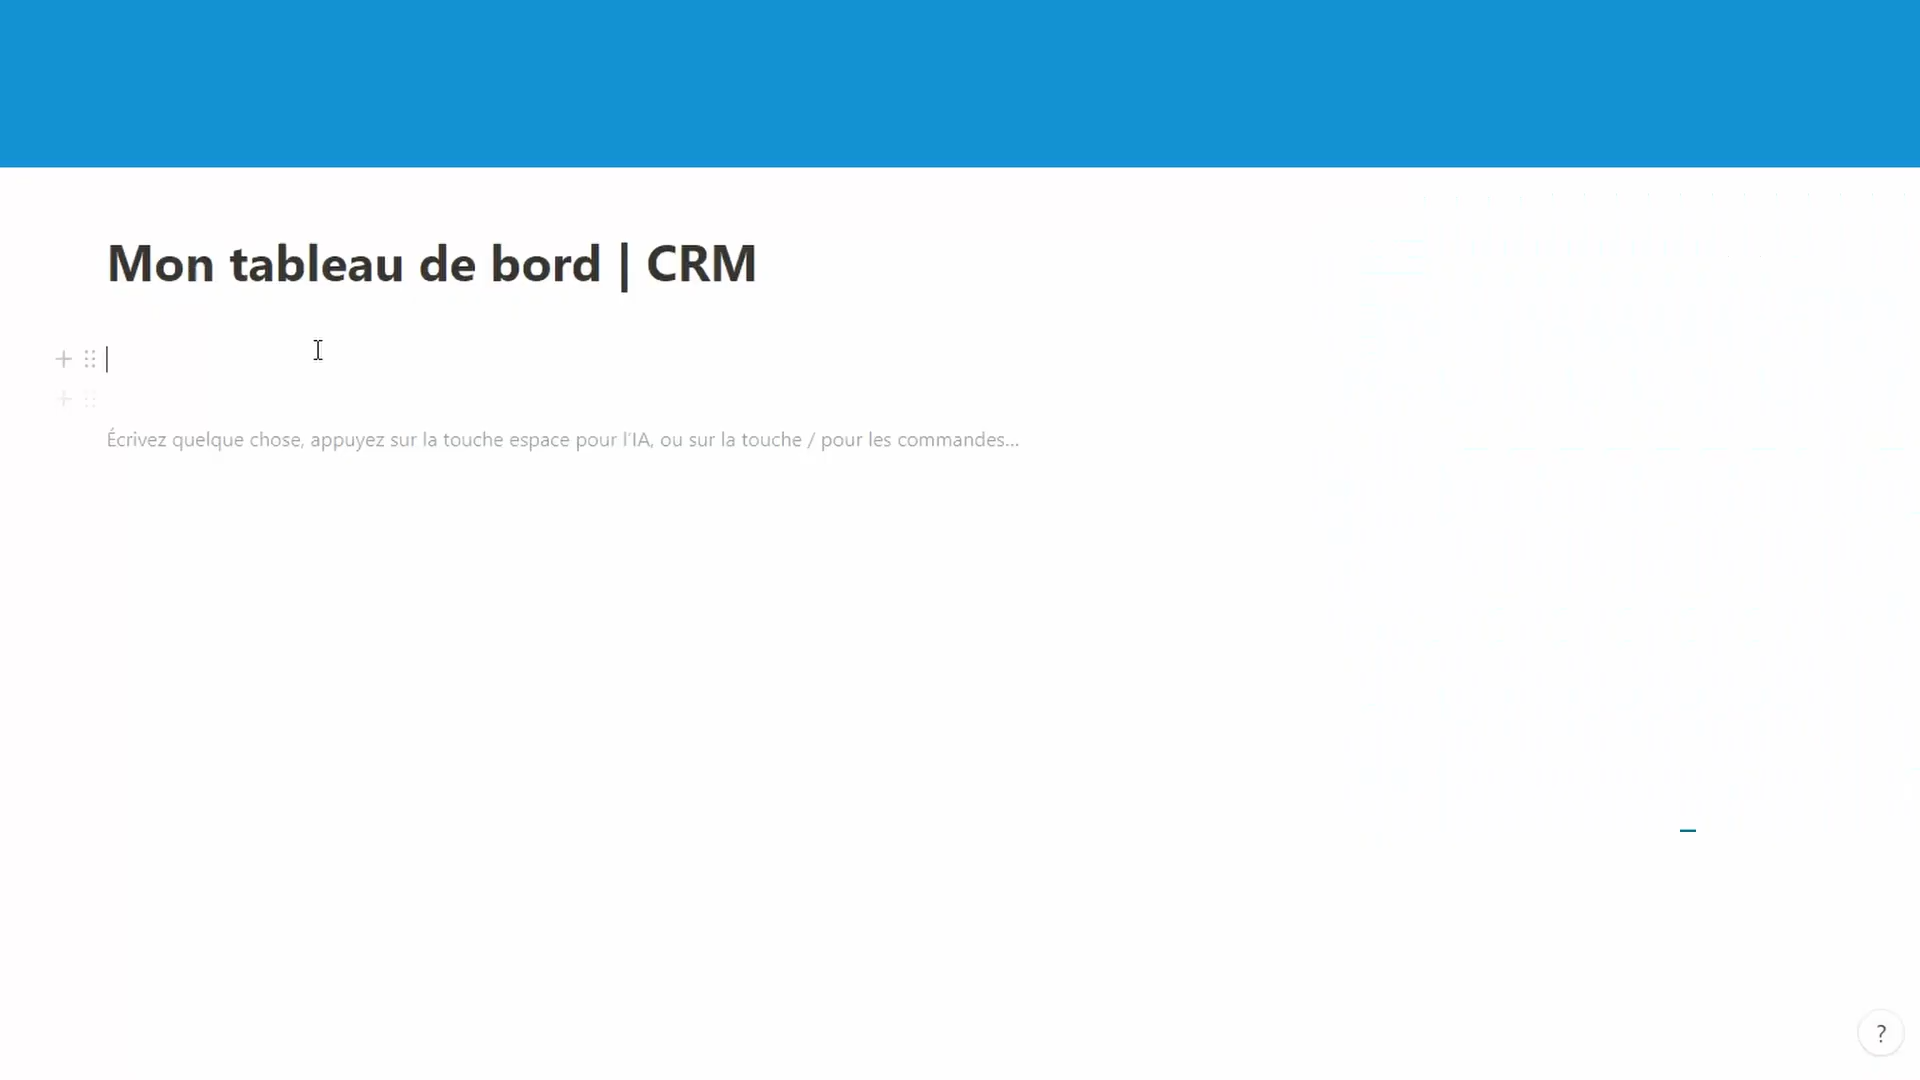 Mon tableau de bord | CRM
Écrivez quelque chose, appuyez sur la touche espace pour l'IA, ou sur la touche / pour les commandes...
?